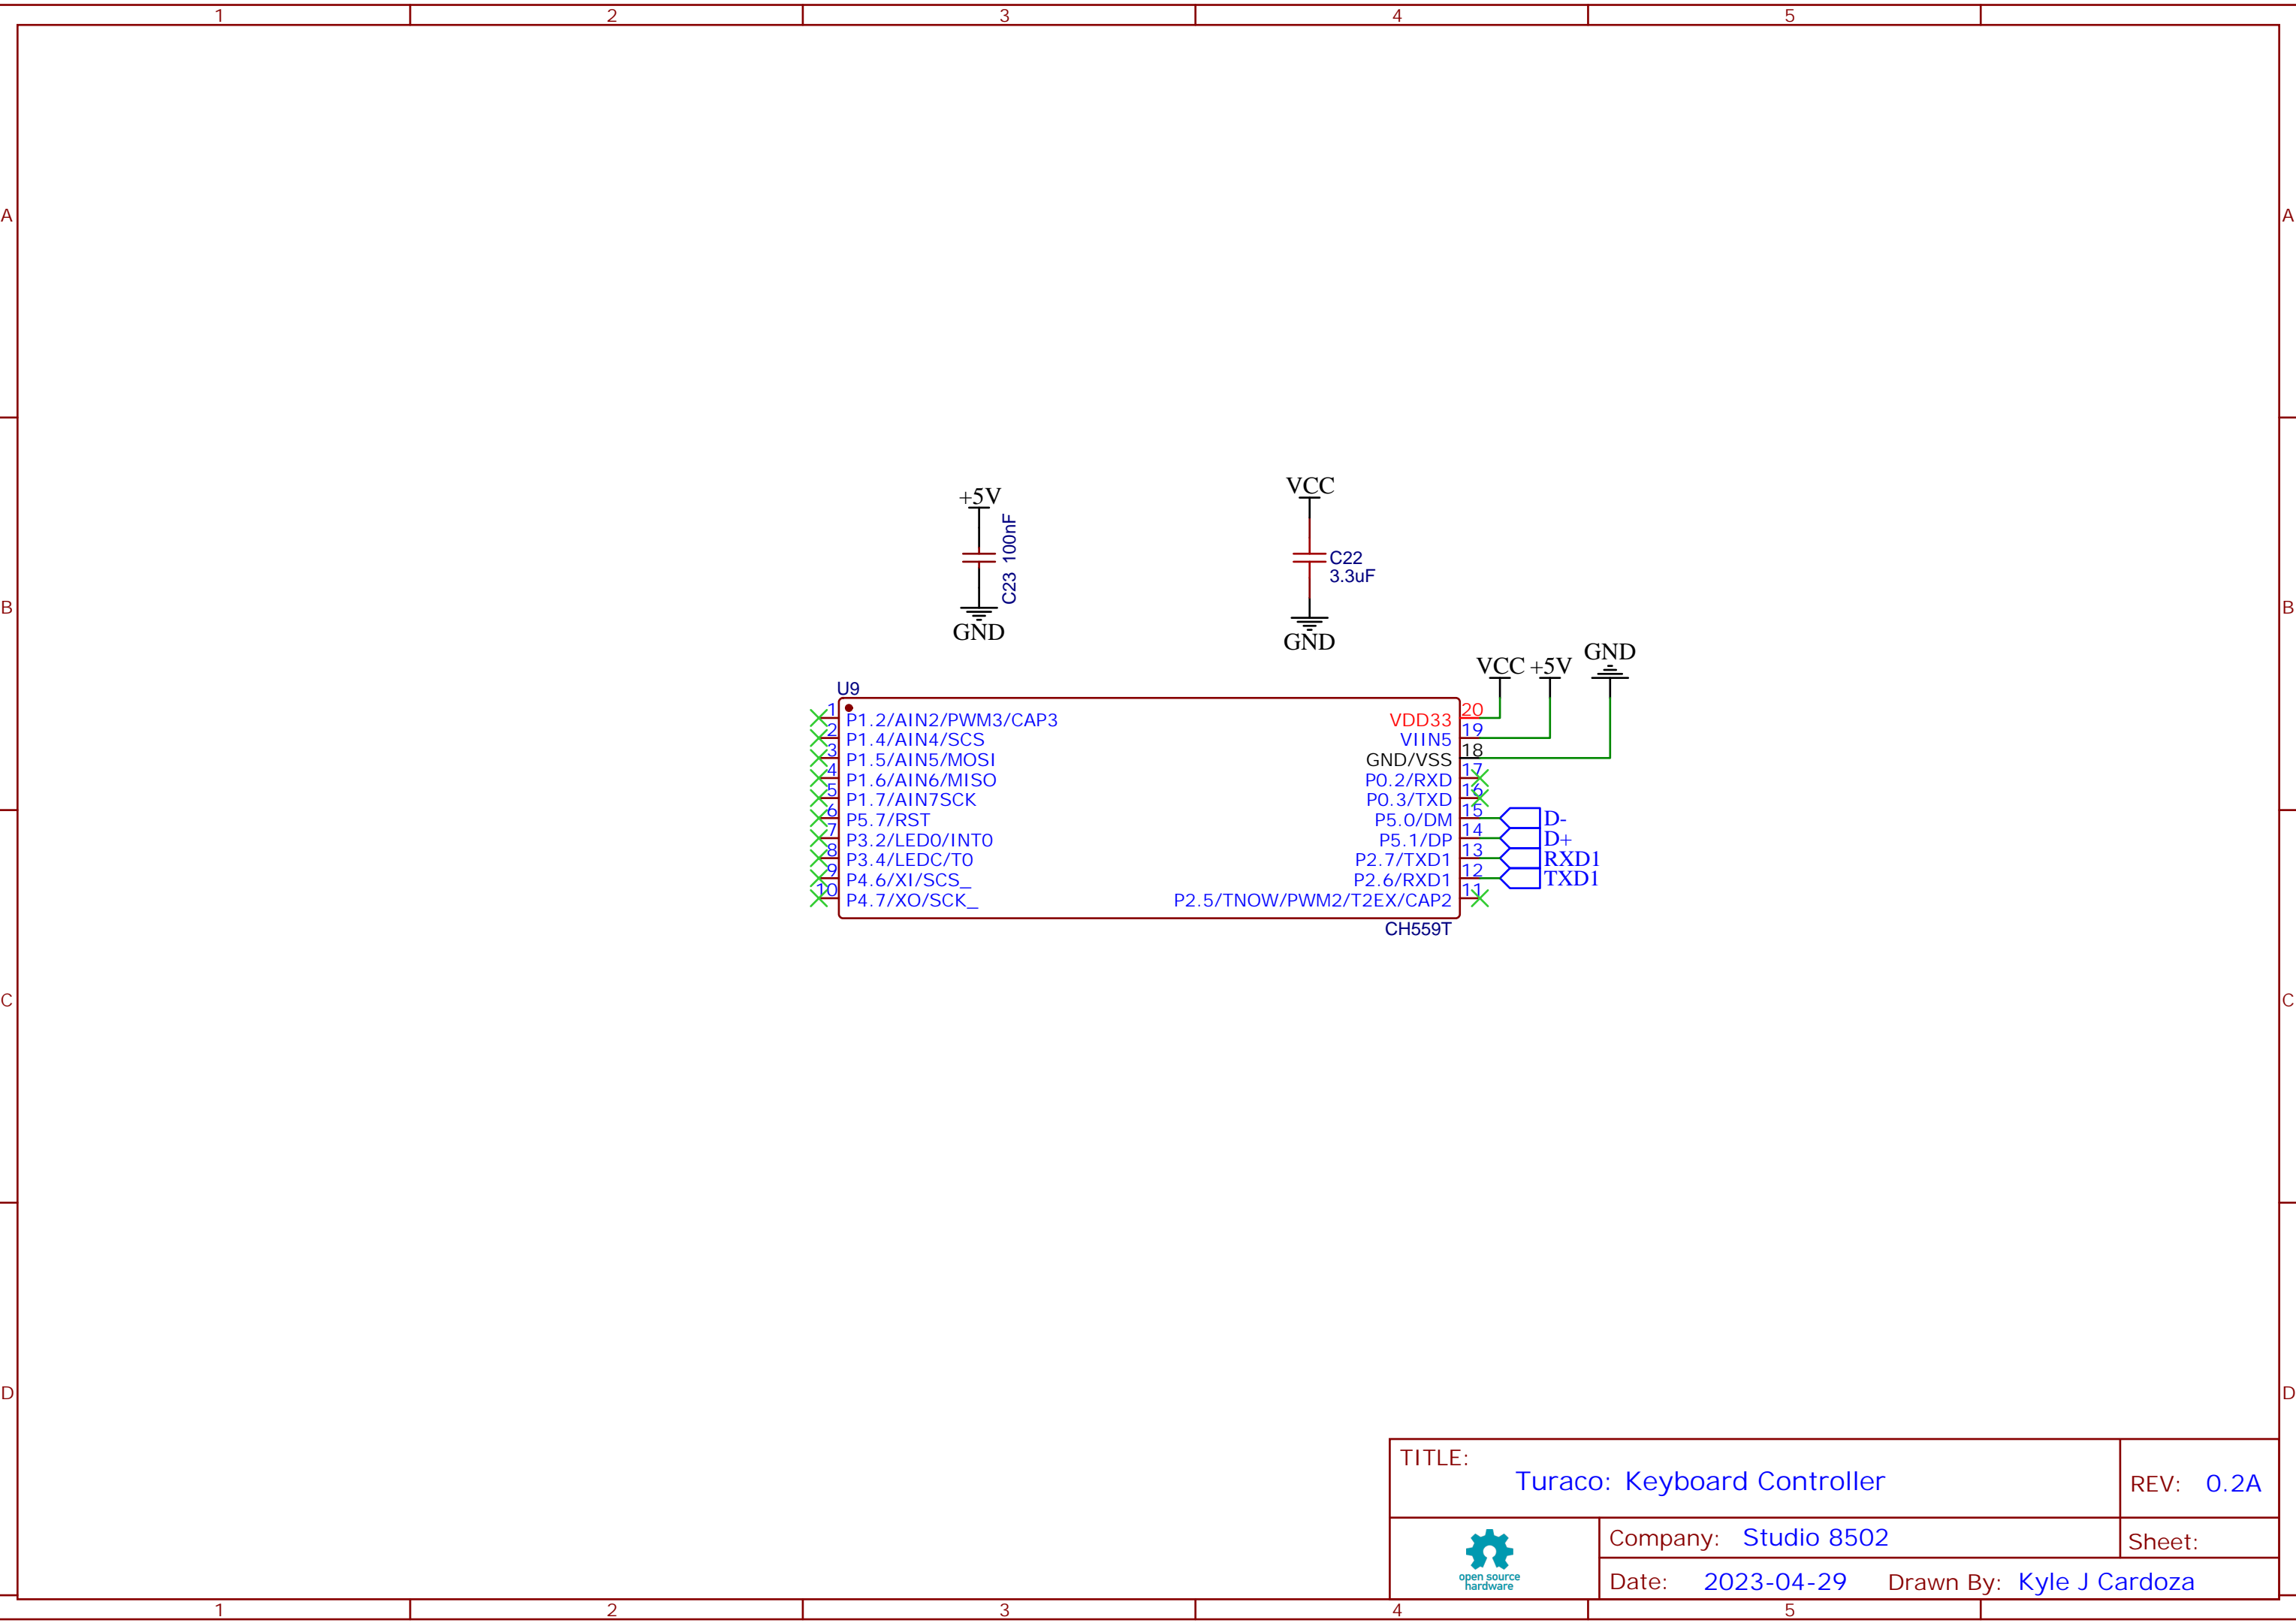 1 2 3 4 5
A A
+5V
C23 100nF
GND
VCC
C22
3.3uF
GND
B B
VCC +5V GND
U9
1 P1.2/AIN2/PWM3/CAP3
2 P1.4/AIN4/SCS
3 P1.5/AIN5/MOSI
4 P1.6/AIN6/MISO
5 P1.7/AIN7SCK
6 P5.7/RST
7 P3.2/LED0/INT0
8 P3.4/LEDC/T0
9 P4.6/XI/SCS_
10 P4.7/XO/SCK_
VDD33 20
VIIN5 19
GND/VSS 18
P0.2/RXD 17
P0.3/TXD 16
P5.0/DM 15 D-
P5.1/DP 14 D+
P2.7/TXD1 13 RXD1
P2.6/RXD1 12 TXD1
P2.5/TNOW/PWM2/T2EX/CAP2 11
CH559T
C C
D D
TITLE:
Turaco: Keyboard Controller
REV: 0.2A
open source
hardware
Company: Studio 8502
Sheet:
Date: 2023-04-29 Drawn By: Kyle J Cardoza
1 2 3 4 5